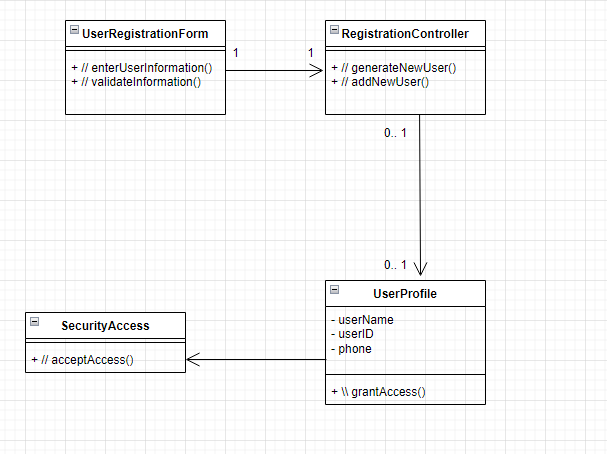 UserRegistrationForm
+ // enterUserInformation()
+ // validateInformation()
1
1
RegistrationController
+ // generateNewUser()
+ // addNewUser()
0.. 1
0.. 1
UserProfile
- userName
- userID
- phone
+ \\ grantAccess()
SecurityAccess
+ // acceptAccess()